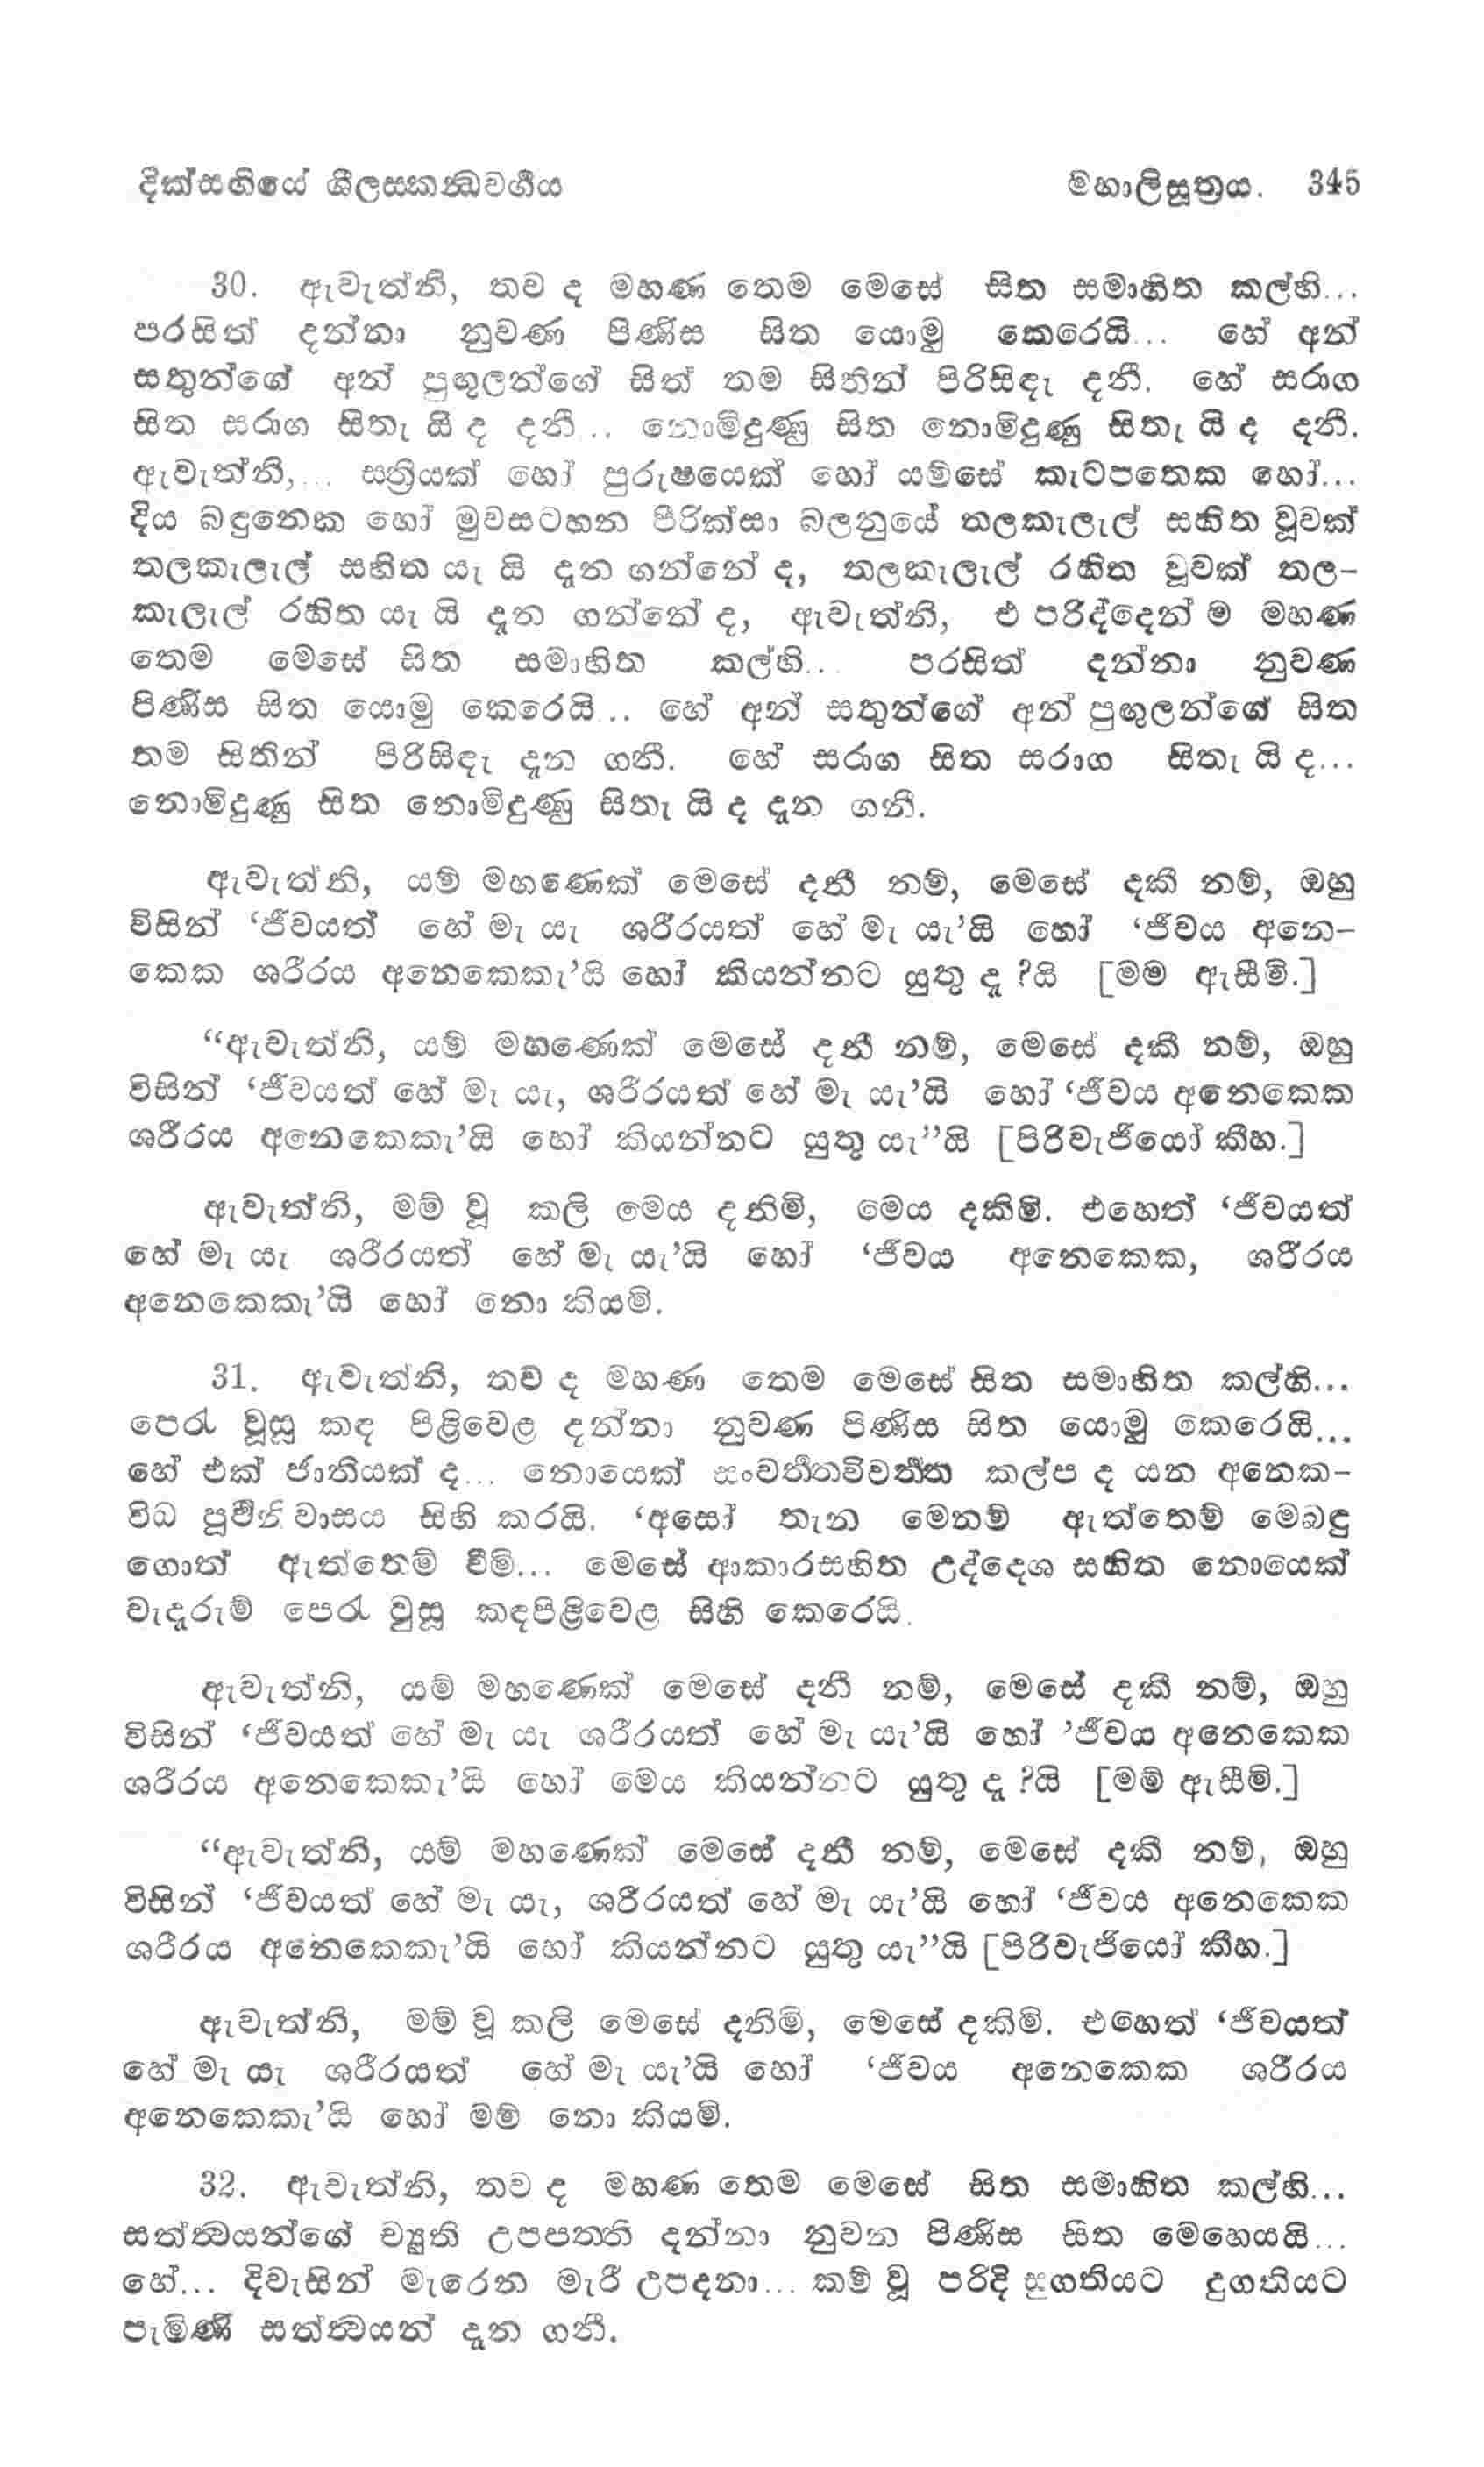 දික්සඟියේ ශීලස්කන්ධවර්ගය මහාලිසූත්‍රය. 345
30. ඇවැත්නි, තව ද මහණ තෙම මෙසේ සිත සමාහිත කල්හි...
පරසිත් දන්නා නුවණ පිණිස සිත යොමු කෙරෙයි... හේ අන්
සතුන්ගේ අන් පුඟුලන්ගේ සිත් තම සිතින් පිරිසිඳැ දනී. හේ සරාග
සිත සරාග සිතැ යි ද දනී... නොමිදුණු සිත නොමිදුණු සිතැ යි ද දනී.
ඇවැත්නි,... ස්ත්‍රියක් හෝ පුරුෂයෙක් හෝ යම්සේ කැටපතෙක හෝ...
දිය බඳුනෙක හෝ මුවසටහන පිරික්සා බලනුයේ තලකැලැල් සහිත වූවක්
තලකැලැල් සහිත යැ යි දැන ගන්නේ ද, තලකැලැල් රහිත වූවක් තල-
කැලැල් රහිත යැ යි දැන ගන්නේ ද, ඇවැත්නි, එ පරිද්දෙන් ම මහණ
තෙම මෙසේ සිත සමාහිත කල්හි... පරසිත් දන්නා නුවණ
පිණිස සිත යොමු කෙරෙයි... හේ අන් සතුන්ගේ අන් පුඟුලන්ගේ සිත
තම සිතින් පිරිසිඳැ දැන ගනී. හේ සරාග සිත සරාග සිතැ යි ද...
නොමිදුණු සිත නොමිදුණු සිතැ යි ද දැන ගනී.
ඇවැත්නි, යම් මහණෙක් මෙසේ දනී නම්, මෙසේ දකී නම්, ඔහු
විසින් ‘ජීවයත් හේ මැ යැ ශරීරයත් හේ මැ යැ’යි හෝ ‘ජීවය අනෙ-
කෙක ශරීරය අනෙකෙකැ’යි හෝ කියන්නට යුතු දැ ?යි [මම ඇසීමි.]
“ඇවැත්නි, යම් මහණෙක් මෙසේ දනී නම්, මෙසේ දකී නම්, ඔහු
විසින් ‘ජීවයත් හේ මැ යැ, ශරීරයත් හේ මැ යැ’යි හෝ ‘ජීවය අනෙකෙක
ශරීරය අනෙකෙකැ’යි හෝ කියන්නට යුතු යැ”යි [පිරිවැජියෝ කීහ.]
ඇවැත්නි, මම් වූ කලි මෙය දනිමි, මෙය දකිමි. එහෙත් ‘ජීවයත්
හේ මැ යැ ශරීරයත් හේ මැ යැ’යි හෝ ‘ජීවය අනෙකෙක, ශරීරය
අනෙකෙකැ’යි හෝ නො කියමි.
31. ඇවැත්නි, තව ද මහණ තෙම මෙසේ සිත සමාහිත කල්හි...
පෙරැ වුසූ කඳ පිළිවෙළ දන්නා නුවණ පිණිස සිත යොමු කෙරෙයි...
හේ එක් ජාතියක් ද... නොයෙක් සංවර්තවිවර්ත කල්ප ද යන අනෙක-
විධ පූර්වනිවාසය සිහි කරයි. ‘අසෝ තැන මෙනම් ඇත්තෙම් මෙබඳු
ගොත් ඇත්තෙම් වීමි... මෙසේ ආකාරසහිත උද්දෙශ සහිත නොයෙක්
වැදෑරුම් පෙරැ වුසූ කඳපිළිවෙළ සිහි කෙරෙයි.
ඇවැත්නි, යම් මහණෙක් මෙසේ දනී නම්, මෙසේ දකී නම්, ඔහු
විසින් ‘ජීවයත් හේ මැ යැ ශරීරයත් හේ මැ යැ’යි හෝ ’ජීවය අනෙකෙක
ශරීරය අනෙකෙකැ’යි හෝ මෙය කියන්නට යුතු දැ ?යි [මම් ඇසීමි.]
“ඇවැත්නි, යම් මහණෙක් මෙසේ දනී නම්, මෙසේ දකී නම්, ඔහු
විසින් ‘ජීවයත් හේ මැ යැ, ශරීරයත් හේ මැ යැ’යි හෝ ‘ජීවය අනෙකෙක
ශරීරය අනෙකෙකැ’යි හෝ කියන්නට යුතු යැ”යි [පිරිවැජියෝ කීහ.]
ඇවැත්නි, මම් වූ කලි මෙසේ දනිමි, මෙසේ දකිමි. එහෙත් ‘ජීවයත්
හේ මැ යැ ශරීරයත් හේ මැ යැ’යි හෝ ‘ජීවය අනෙකෙක ශරීරය
අනෙකෙකැ’යි හෝ මම් නො කියමි.
32. ඇවැත්නි, තව ද මහණ තෙම මෙසේ සිත සමාහිත කල්හි...
සත්ත්වයන්ගේ ච්‍යුති උපපත්ති දන්නා නුවන පිණිස සිත මෙහෙයයි...
හේ... දිවැසින් මැරෙන මැරී උපදනා... කම් වූ පරිදි සුගතියට දුගතියට
පැමිණි සත්ත්වයන් දැන ගනී.